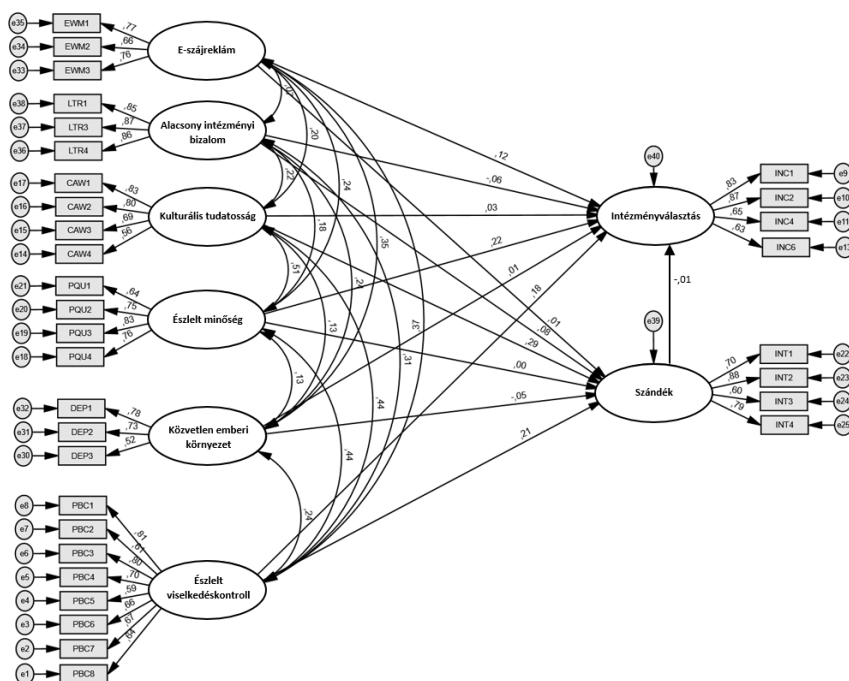 e35
EWM1
,77
e34
EWM2
,66
e33
EWM3
,76
E-szájreklám
e38
LTR1
,85
e37
LTR3
,87
e36
LTR4
,86
Alacsony intézményi
bizalom
e17
CAW1
,83
e16
CAW2
,80
e15
CAW3
,69
e14
CAW4
,56
Kulturális tudatosság
e21
PQU1
,64
e20
PQU2
,75
e19
PQU3
,83
e18
PQU4
,76
Észlelt minőség
e32
DEP1
,78
e31
DEP2
,73
e30
DEP3
,52
Közvetlen emberi
környezet
e8
PBC1
,81
e7
PBC2
,61
e6
PBC3
,80
e5
PBC4
,70
e4
PBC5
,59
e3
PBC6
,66
e2
PBC7
,67
e1
PBC8
,64
Észlelt
viselkedéskontroll
,20
,22
,24
,18
,51
,35
,24
,13
,13
,37
,31
,44
,44
,24
,12
-,06
,03
,22
,01
,18
,01
,08
,29
,00
-,05
,21
e40
Intézményválasztás
,83
INC1
e9
,87
INC2
e10
,65
INC4
e11
,63
INC6
e13
-,01
e39
Szándék
,70
INT1
e22
,88
INT2
e23
,60
INT3
e24
,79
INT4
e25